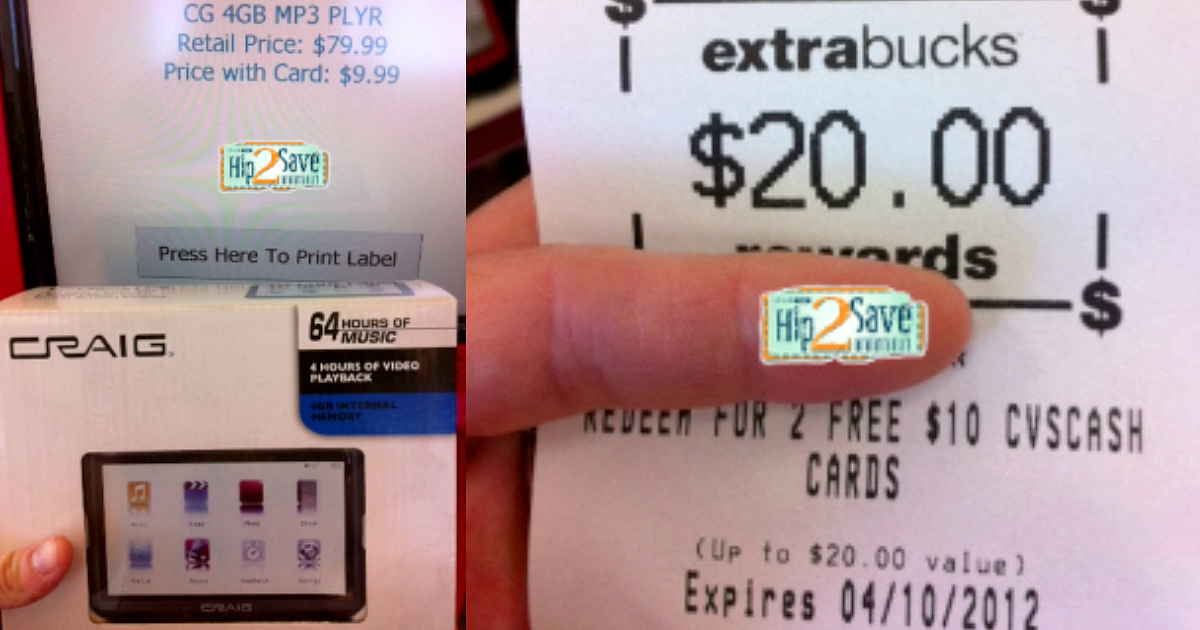 CG 4GB MP3 PLYR
Retail Price: $79.99
Price with Card: $9.99
Hip2Save
Press Here To Print Label
CRAIG
64 HOURS OF
MUSIC
4 HOURS OF VIDEO
PLAYBACK
4GB INTERNAL
MEMORY
CRAIG
$ $
extrabucks
$20.00
rewards
$
Hip2Save
REDEEM FOR 2 FREE $10 CVSCASH
CARDS
(Up to $20.00 value)
Expires 04/10/2012